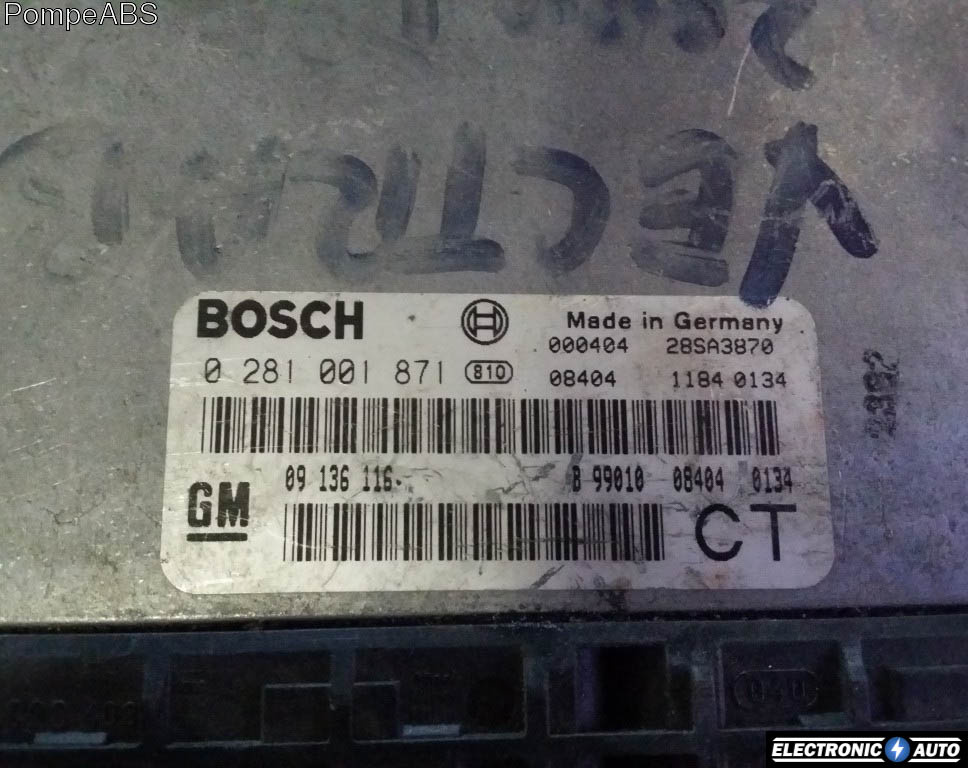 PompeABS
VECTRA B
BOSCH
Made in Germany
000404 28SA3870
0 281 001 871 810 08404 1184 0134
09 136 116 B 99010 08404 0134
GM CT
040
ELECTRONIC AUTO